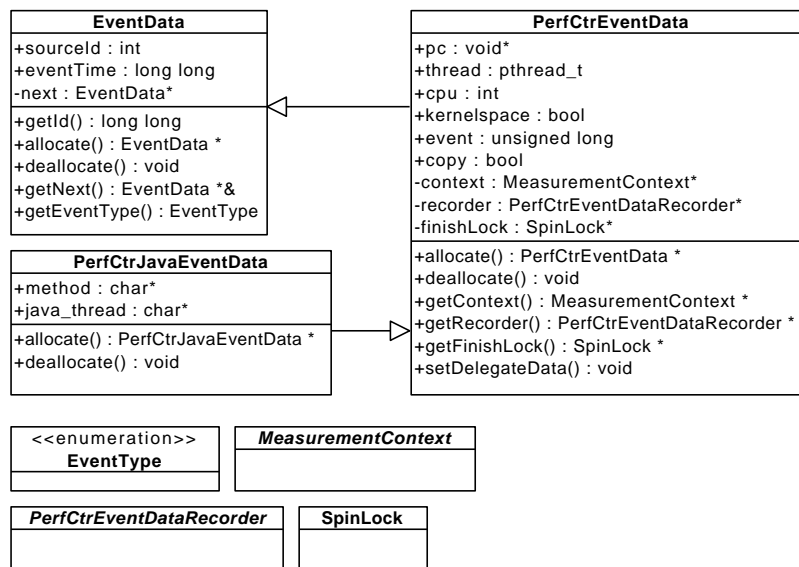 EventData
+sourceId : int
+eventTime : long long
-next : EventData*
+getId() : long long
+allocate() : EventData *
+deallocate() : void
+getNext() : EventData *&
+getEventType() : EventType
PerfCtrEventData
+pc : void*
+thread : pthread_t
+cpu : int
+kernelspace : bool
+event : unsigned long
+copy : bool
-context : MeasurementContext*
-recorder : PerfCtrEventDataRecorder*
-finishLock : SpinLock*
+allocate() : PerfCtrEventData *
+deallocate() : void
+getContext() : MeasurementContext *
+getRecorder() : PerfCtrEventDataRecorder *
+getFinishLock() : SpinLock *
+setDelegateData() : void
PerfCtrJavaEventData
+method : char*
+java_thread : char*
+allocate() : PerfCtrJavaEventData *
+deallocate() : void
<<enumeration>>
EventType
MeasurementContext
PerfCtrEventDataRecorder
SpinLock